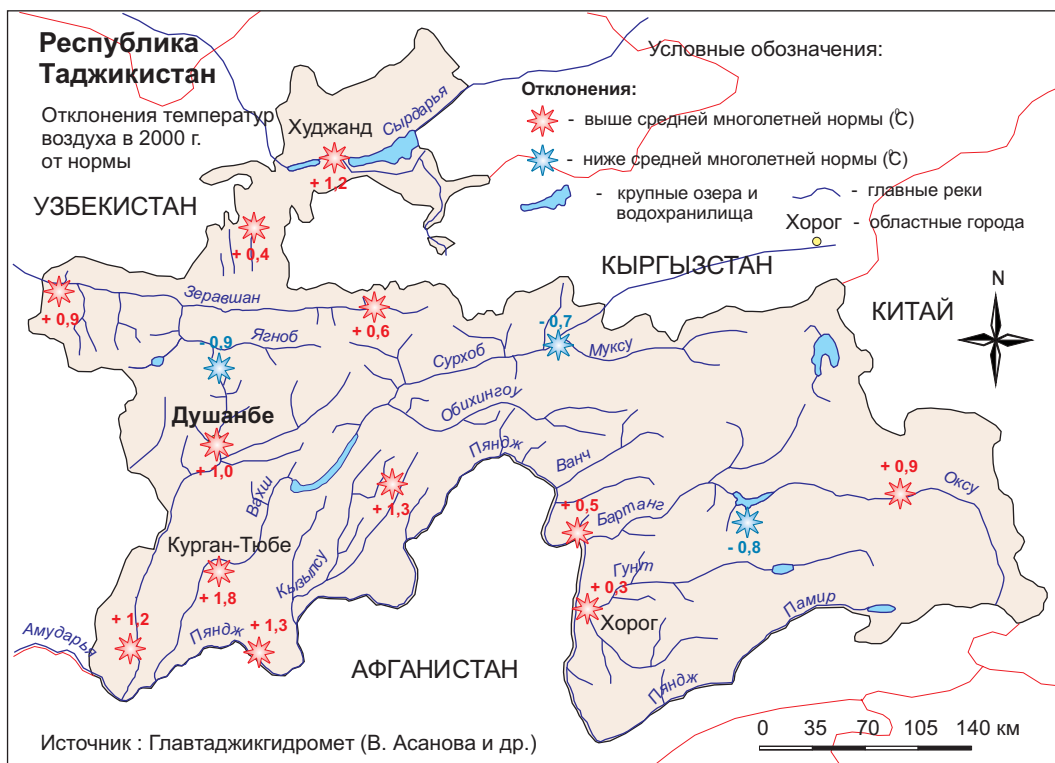 Республика
Таджикистан
Отклонения температур
воздуха в 2000 г.
от нормы
Условные обозначения:
Отклонения:
- выше средней многолетней нормы (°C)
- ниже средней многолетней нормы (°C)
- крупные озера и
водохранилища
- главные реки
Хорог - областные города
Худжанд
Сырдарья
+ 1,2
УЗБЕКИСТАН
+ 0,4
КЫРГЫЗСТАН
КИТАЙ
N
Зеравшан
+ 0,9
+ 0,6
- 0,7
Ягноб
- 0,9
Сурхоб
Муксу
Обихингоу
Душанбе
+ 1,0
Пяндж
Ванч
+ 0,9
Оксу
Вахш
+ 1,3
+ 0,5
Бартанг
- 0,8
Курган-Тюбе
+ 1,8
Кызылсу
Гунт
+ 0,3
Хорог
Памир
+ 1,2
+ 1,3
Амударья
Пяндж
АФГАНИСТАН
Пяндж
0 35 70 105 140 км
Источник : Главтаджикгидромет (В. Асанова и др.)